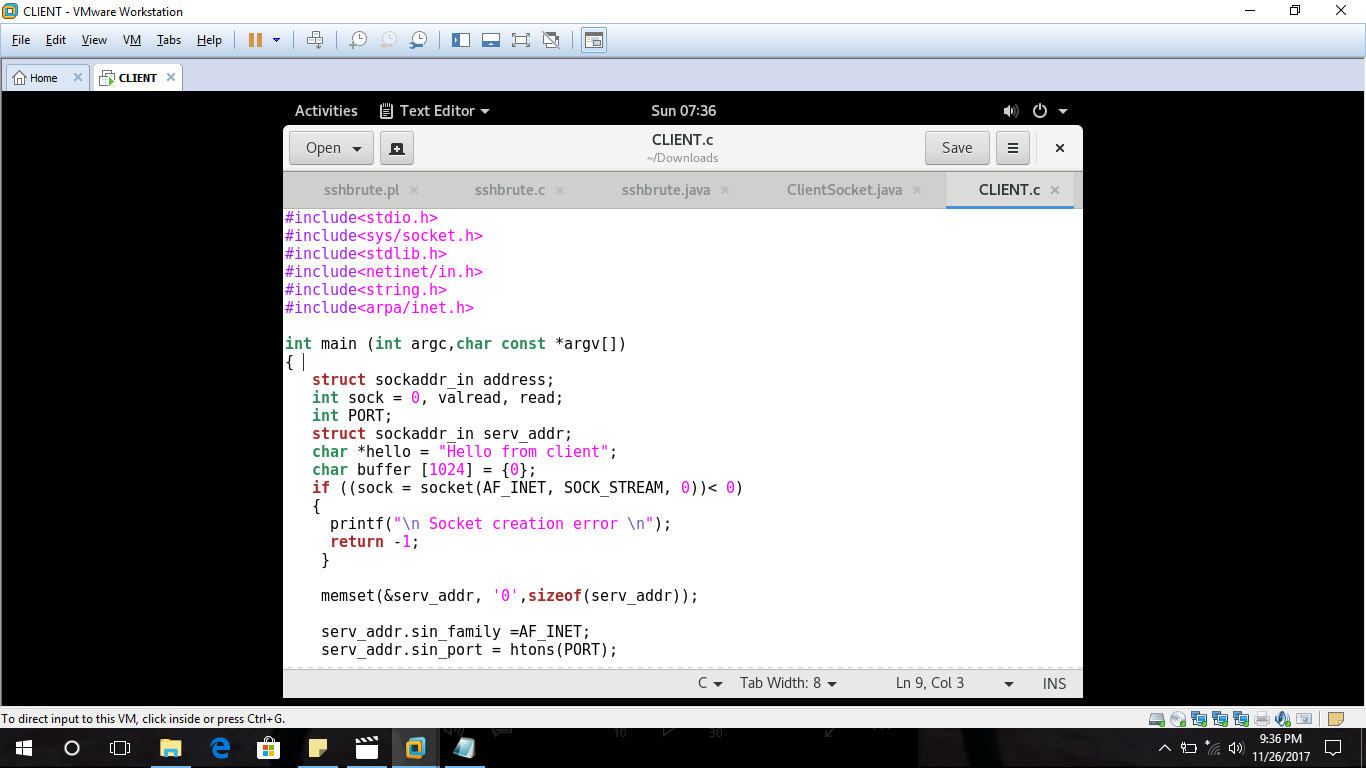 CLIENT - VMware Workstation
File Edit View VM Tabs Help
Home CLIENT
Activities Text Editor Sun 07:36
Open CLIENT.c Save
~/Downloads
sshbrute.pl sshbrute.c sshbrute.java ClientSocket.java CLIENT.c
#include<stdio.h>
#include<sys/socket.h>
#include<stdlib.h>
#include<netinet/in.h>
#include<string.h>
#include<arpa/inet.h>
int main (int argc,char const *argv[])
{
struct sockaddr_in address;
int sock = 0, valread, read;
int PORT;
struct sockaddr_in serv_addr;
char *hello = "Hello from client";
char buffer [1024] = {0};
if ((sock = socket(AF_INET, SOCK_STREAM, 0))< 0)
{
printf("\n Socket creation error \n");
return -1;
}
memset(&serv_addr, '0',sizeof(serv_addr));
serv_addr.sin_family =AF_INET;
serv_addr.sin_port = htons(PORT);
C Tab Width: 8 Ln 9, Col 3 INS
To direct input to this VM, click inside or press Ctrl+G.
10 30
9:36 PM
11/26/2017